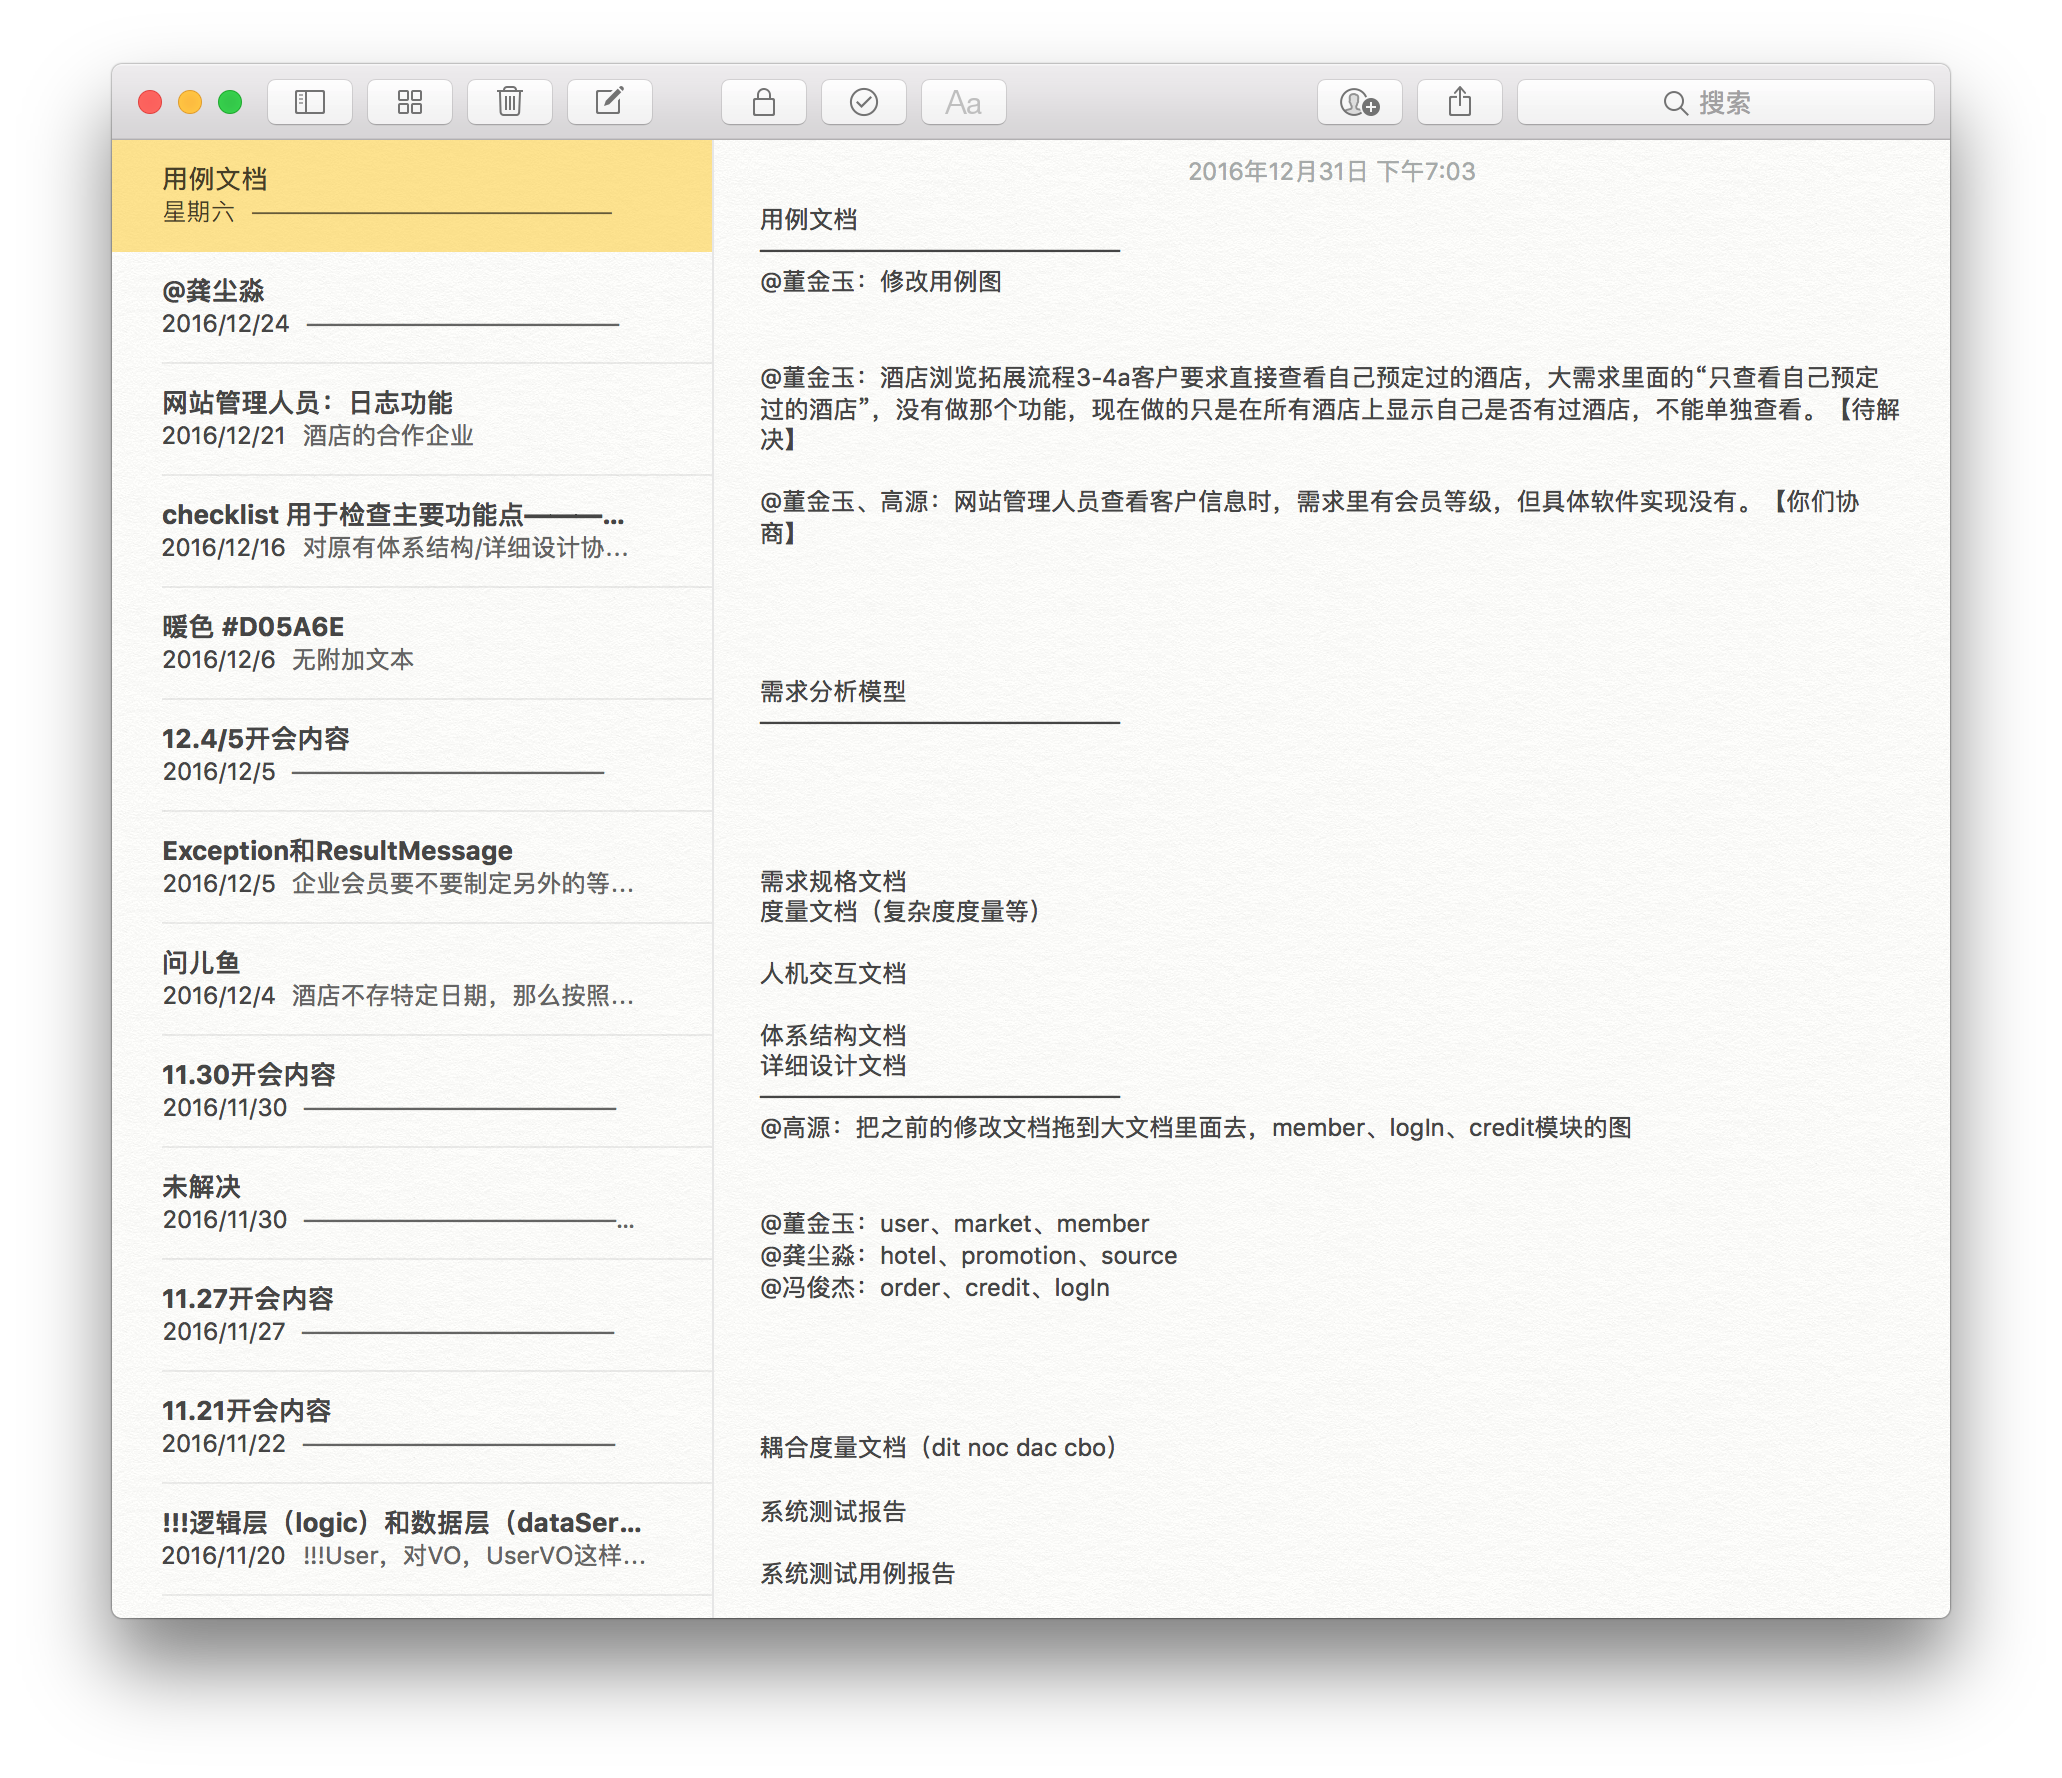 Aa
搜索
用例文档
星期六 ———————————————
@龚尘淼
2016/12/24 —————————————
网站管理人员：日志功能
2016/12/21 酒店的合作企业
checklist 用于检查主要功能点———...
2016/12/16 对原有体系结构/详细设计协...
暖色 #D05A6E
2016/12/6 无附加文本
12.4/5开会内容
2016/12/5 —————————————
Exception和ResultMessage
2016/12/5 企业会员要不要制定另外的等...
问儿鱼
2016/12/4 酒店不存特定日期，那么按照...
11.30开会内容
2016/11/30 —————————————
未解决
2016/11/30 —————————————...
11.27开会内容
2016/11/27 —————————————
11.21开会内容
2016/11/22 —————————————
!!!逻辑层（logic）和数据层（dataSer...
2016/11/20 !!!User，对VO，UserVO这样...
2016年12月31日 下午7:03
用例文档
———————————————
@董金玉：修改用例图
@董金玉：酒店浏览拓展流程3-4a客户要求直接查看自己预定过的酒店，大需求里面的“只查看自己预定
过的酒店”，没有做那个功能，现在做的只是在所有酒店上显示自己是否有过酒店，不能单独查看。【待解
决】
@董金玉、高源：网站管理人员查看客户信息时，需求里有会员等级，但具体软件实现没有。【你们协
商】
需求分析模型
———————————————
需求规格文档
度量文档（复杂度度量等）
人机交互文档
体系结构文档
详细设计文档
———————————————
@高源：把之前的修改文档拖到大文档里面去，member、logIn、credit模块的图
@董金玉：user、market、member
@龚尘淼：hotel、promotion、source
@冯俊杰：order、credit、logIn
耦合度量文档（dit noc dac cbo）
系统测试报告
系统测试用例报告